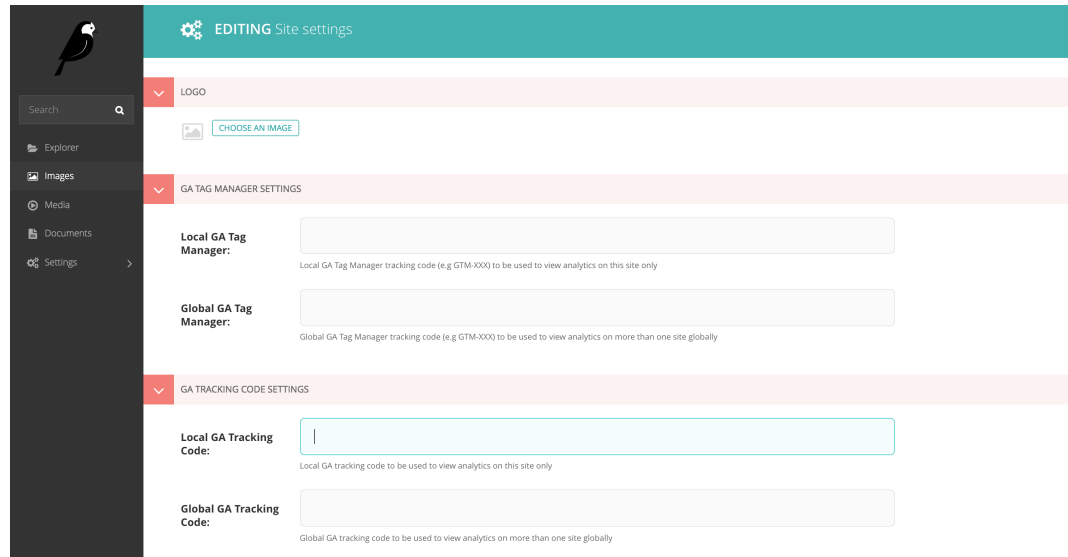 EDITING Site settings
Search
Explorer
Images
Media
Documents
Settings
LOGO
CHOOSE AN IMAGE
GA TAG MANAGER SETTINGS
Local GA Tag
Manager:
Local GA Tag Manager tracking code (e.g GTM-XXX) to be used to view analytics on this site only
Global GA Tag
Manager:
Global GA Tag Manager tracking code (e.g GTM-XXX) to be used to view analytics on more than one site globally
GA TRACKING CODE SETTINGS
Local GA Tracking
Code:
Local GA tracking code to be used to view analytics on this site only
Global GA Tracking
Code:
Global GA tracking code to be used to view analytics on more than one site globally